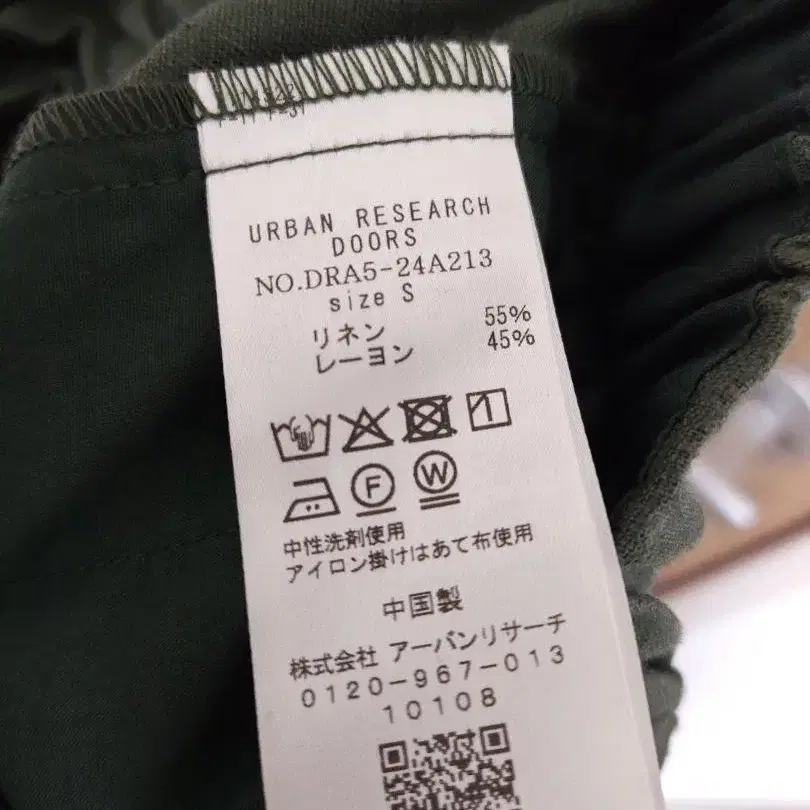 URBAN RESEARCH
DOORS
NO.DRA5-24A213
size S
リネン 55%
レーヨン 45%
F W
中性洗剤使用
アイロン掛けはあて布使用
中国製
株式会社 アーバンリサーチ
0120-967-013
10108